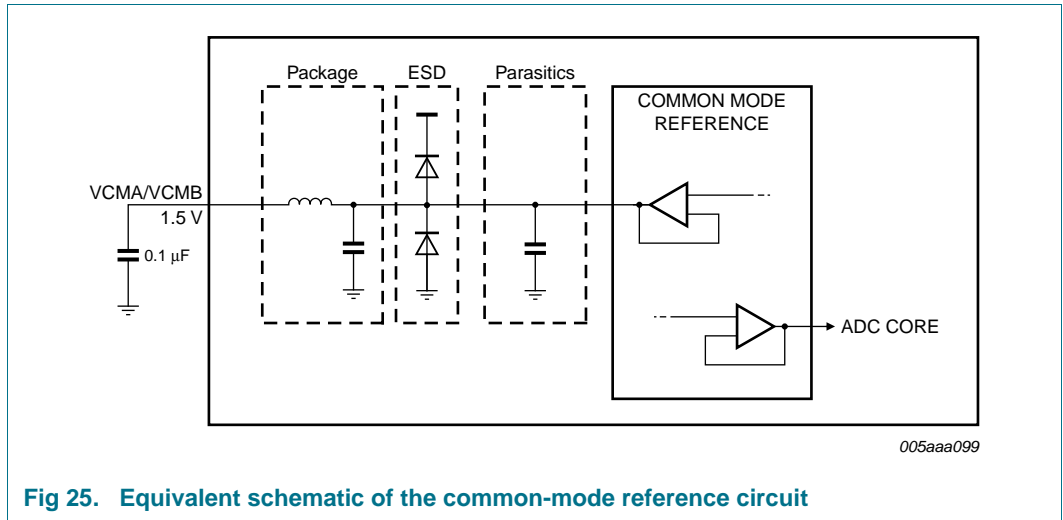 Package ESD Parasitics
COMMON MODE
REFERENCE
VCMA/VCMB
1.5 V
0.1 μF
ADC CORE
005aaa099
Fig 25. Equivalent schematic of the common-mode reference circuit